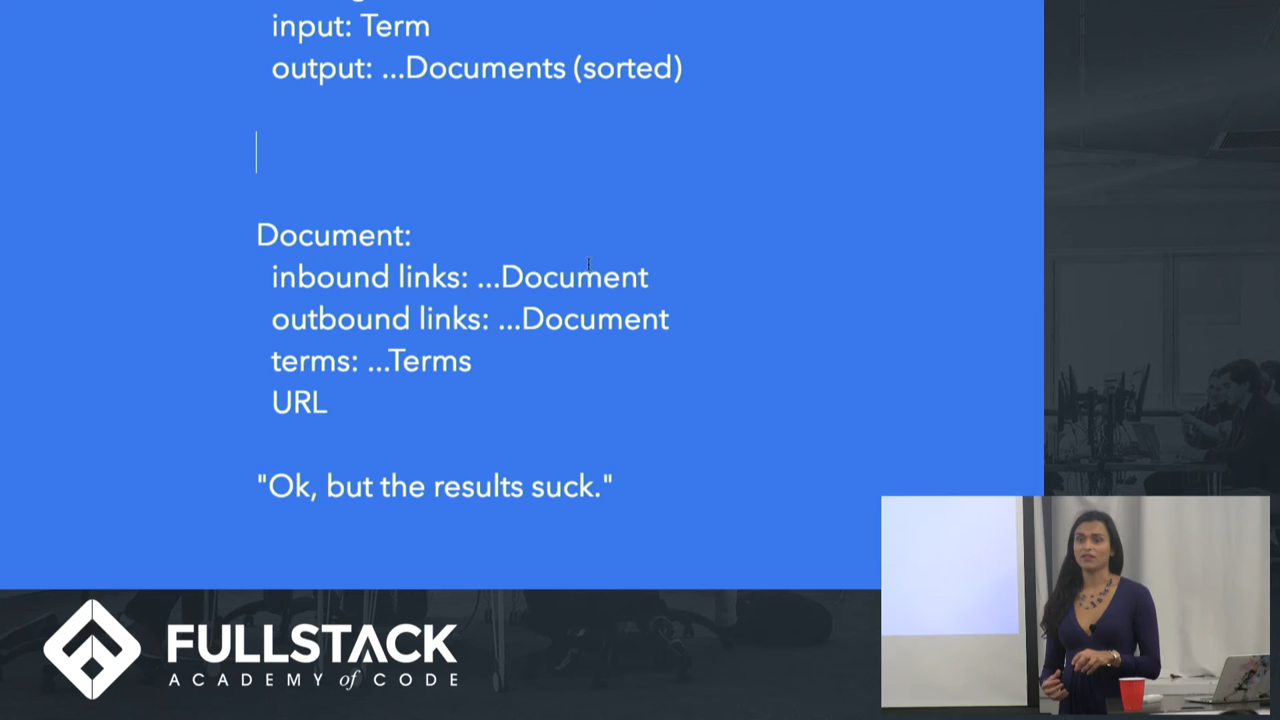 input: Term
output: ...Documents (sorted)
Document:
inbound links: ...Document
outbound links: ...Document
terms: ...Terms
URL
"Ok, but the results suck."
FULLSTACK
ACADEMY of CODE